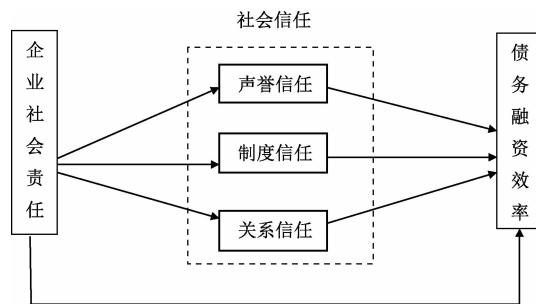 社会信任
企业社会责任
声誉信任
制度信任
关系信任
债务融资效率